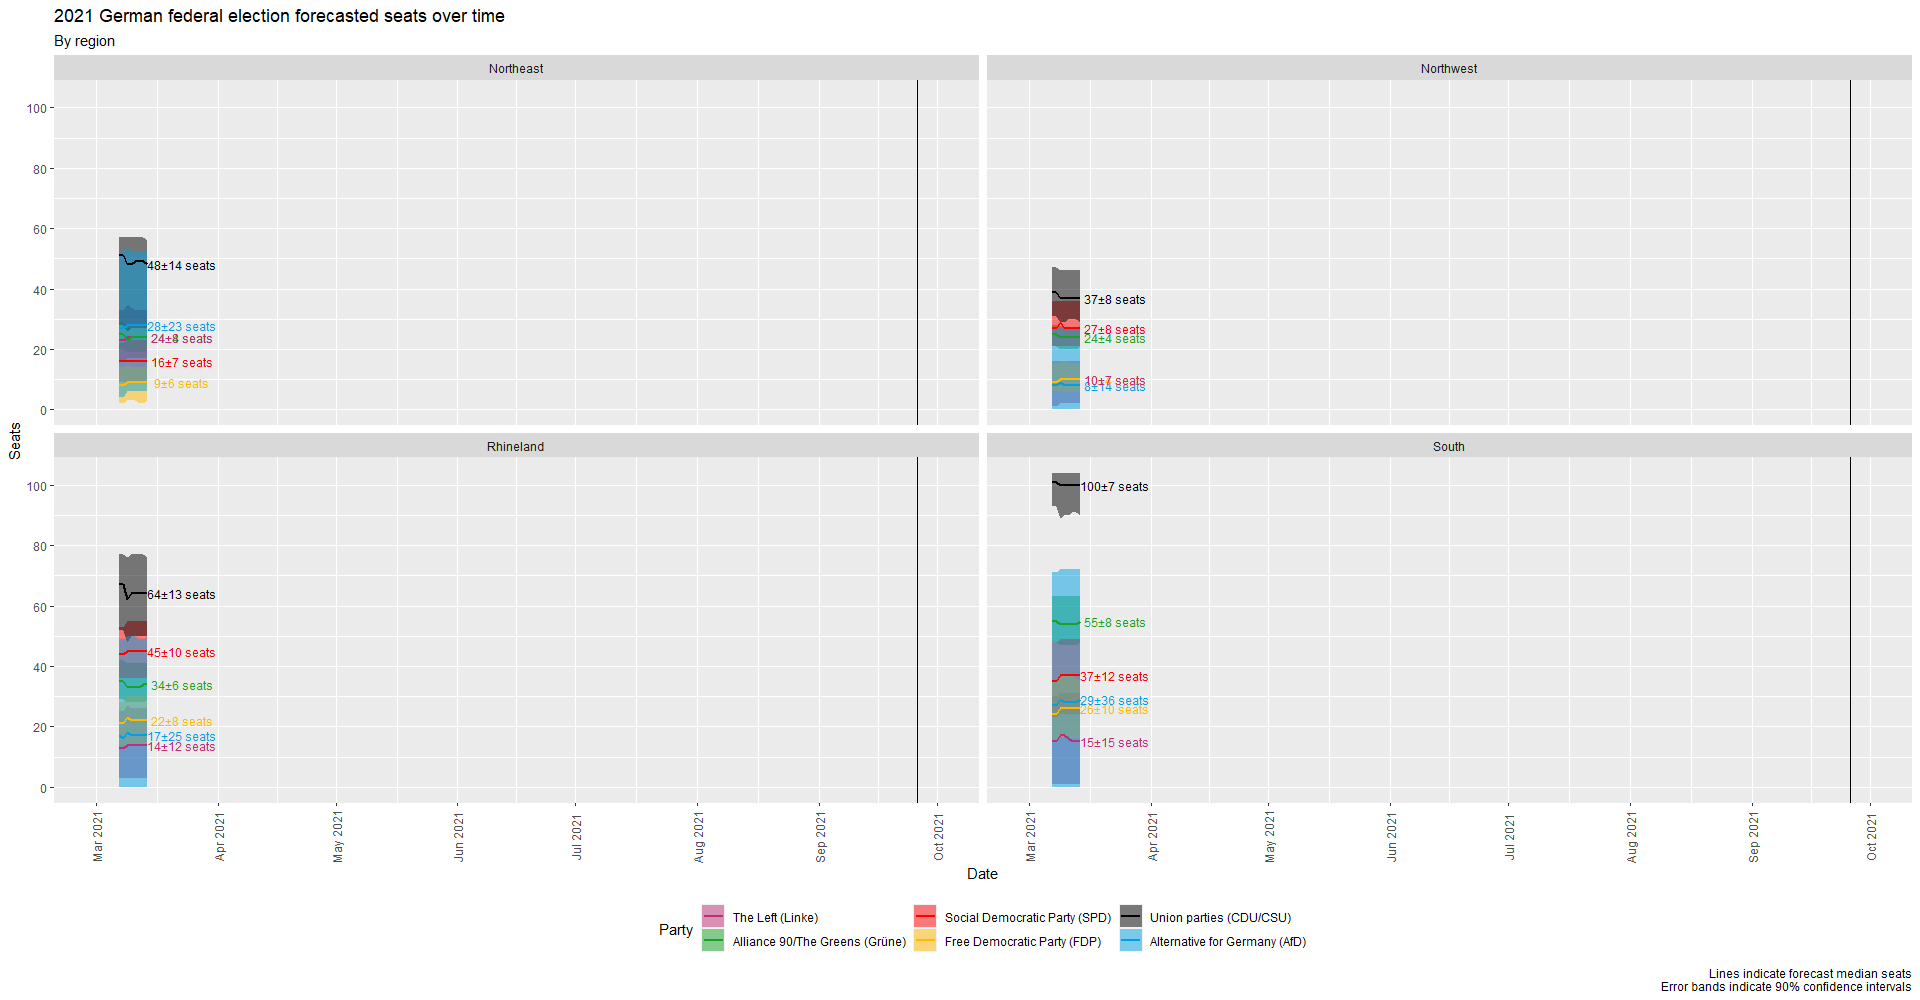 2021 German federal election forecasted seats over time
By region
Northeast
Northwest
100
80
60
40
20
0
48±14 seats
28±23 seats
seats
16±7 seats
9±6 seats
37±8 seats
27±8 seats
24±4 seats
10±7 seats
8±14 seats
Seats
Rhineland
South
100
80
60
40
20
0
64±13 seats
45±10 seats
34±6 seats
22±8 seats
17±25 seats
14±12 seats
100±7 seats
55±8 seats
37±12 seats
29±36 seats
26±10 seats
15±15 seats
Mar 2021
Apr 2021
May 2021
Jun 2021
Jul 2021
Aug 2021
Sep 2021
Oct 2021
Mar 2021
Apr 2021
May 2021
Jun 2021
Jul 2021
Aug 2021
Sep 2021
Oct 2021
Date
Party
The Left (Linke)
Social Democratic Party (SPD)
Union parties (CDU/CSU)
Alliance 90/The Greens (Grüne)
Free Democratic Party (FDP)
Alternative for Germany (AfD)
Lines indicate forecast median seats
Error bands indicate 90% confidence intervals